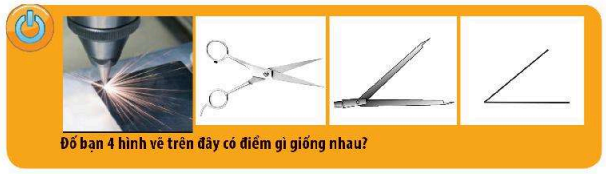 Đố bạn 4 hình vẽ trên đây có điểm gì giống nhau?